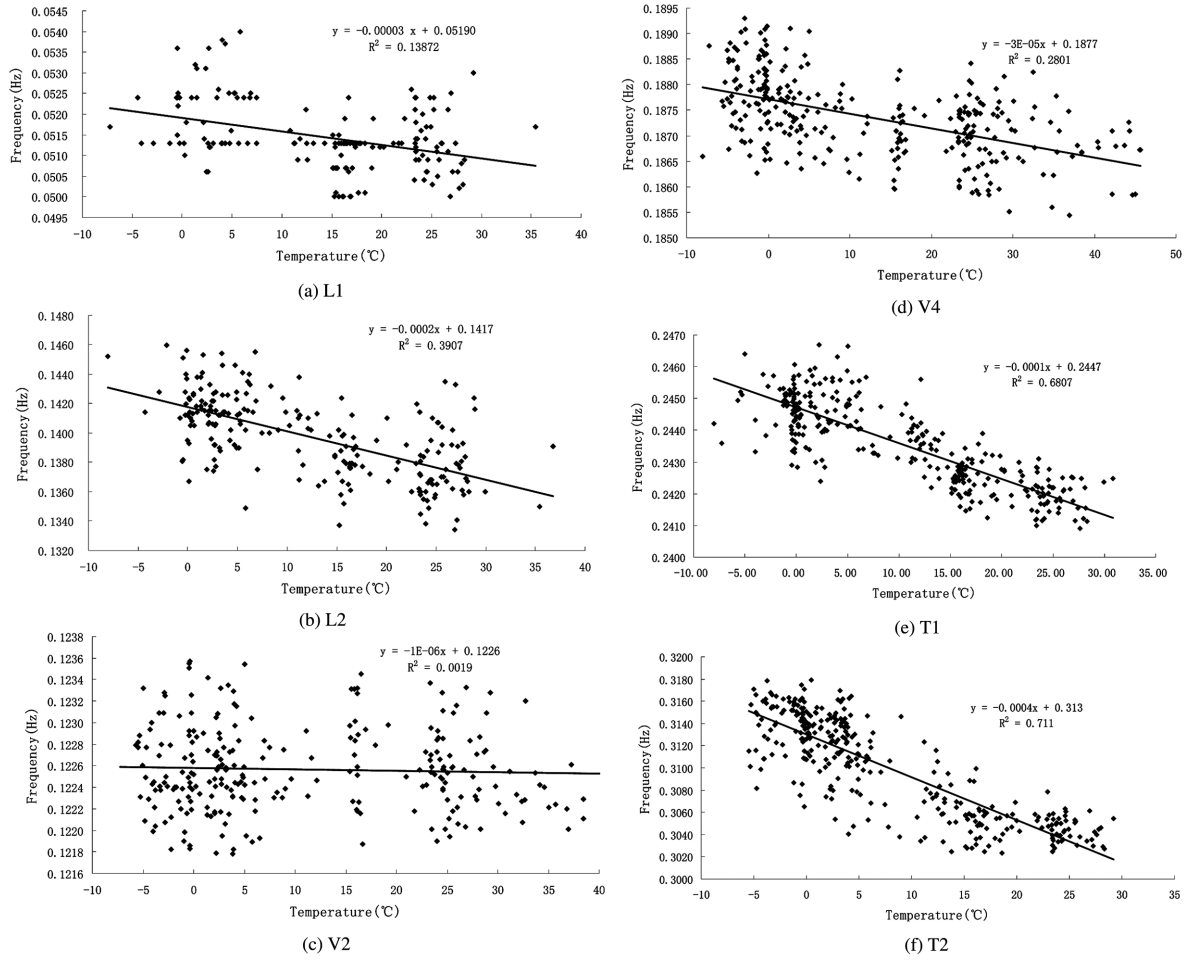 0.0545
0.0540
0.0535
0.0530
0.0525
0.0520
0.0515
0.0510
0.0505
0.0500
0.0495
Frequency(Hz)
y = -0.00003 x + 0.05190
R² = 0.13872
-10 -5 0 5 10 15 20 25 30 35 40
Temperature(℃)
(a) L1
0.1480
0.1460
0.1440
0.1420
0.1400
0.1380
0.1360
0.1340
0.1320
Frequency(Hz)
y = -0.0002x + 0.1417
R² = 0.3907
-10 -5 0 5 10 15 20 25 30 35 40
Temperature(℃)
(b) L2
0.1238
0.1236
0.1234
0.1232
0.1230
0.1228
0.1226
0.1224
0.1222
0.1220
0.1218
0.1216
Frequency(Hz)
y = -1E-06x + 0.1226
R² = 0.0019
-10 -5 0 5 10 15 20 25 30 35 40
Temperature(℃)
(c) V2
0.1895
0.1890
0.1885
0.1880
0.1875
0.1870
0.1865
0.1860
0.1855
0.1850
Frequency(Hz)
y = -3E-05x + 0.1877
R² = 0.2801
-10 0 10 20 30 40 50
Temperature(℃)
(d) V4
0.2470
0.2460
0.2450
0.2440
0.2430
0.2420
0.2410
0.2400
Frequency(Hz)
y = -0.0001x + 0.2447
R² = 0.6807
-10.00 -5.00 0.00 5.00 10.00 15.00 20.00 25.00 30.00 35.00
Temperature(℃)
(e) T1
0.3200
0.3180
0.3160
0.3140
0.3120
0.3100
0.3080
0.3060
0.3040
0.3020
0.3000
Frequency(Hz)
y = -0.0004x + 0.313
R² = 0.711
-10 -5 0 5 10 15 20 25 30 35
Temperature(℃)
(f) T2